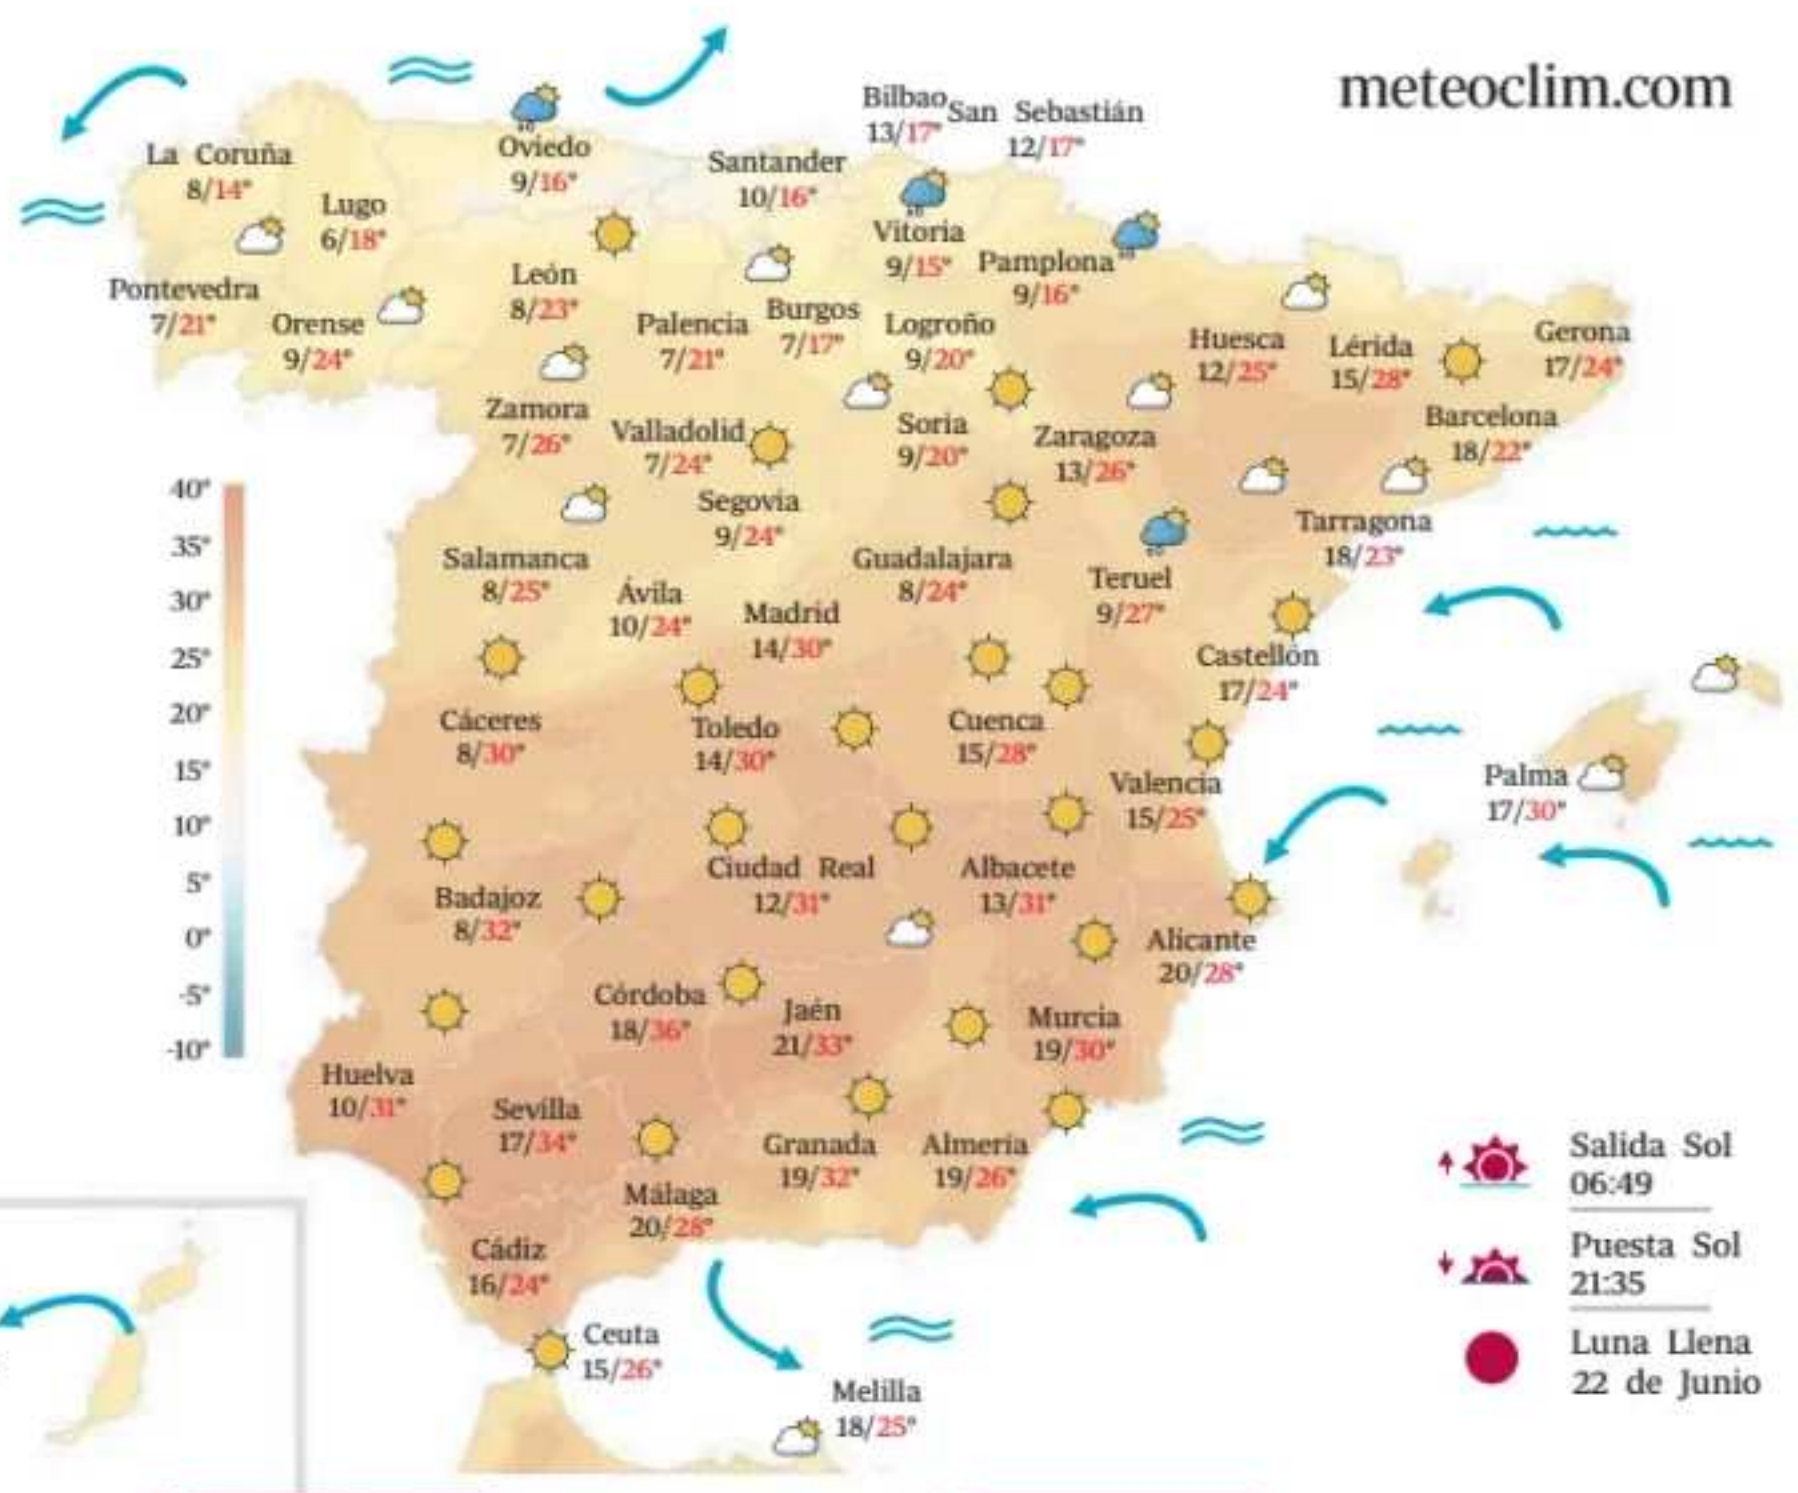 meteoclim.com
La Coruña
8/14°
Lugo
6/18°
Oviedo
9/16°
Santander
10/16°
Bilbao
13/17°
San Sebastián
12/17°
Vitoria
9/15°
Pamplona
9/16°
Pontevedra
7/21°
Orense
9/24°
León
8/23°
Palencia
7/21°
Burgos
7/17°
Logroño
9/20°
Huesca
12/25°
Lérida
15/28°
Gerona
17/24°
Zamora
7/26°
Valladolid
7/24°
Soria
9/20°
Zaragoza
13/26°
Barcelona
18/22°
Segovia
9/24°
Tarragona
18/23°
Salamanca
8/25°
Ávila
10/24°
Madrid
14/30°
Guadalajara
8/24°
Teruel
9/27°
Castellón
17/24°
Cáceres
8/30°
Toledo
14/30°
Cuenca
15/28°
Valencia
15/25°
Palma
17/30°
Badajoz
8/32°
Ciudad Real
12/31°
Albacete
13/31°
Alicante
20/28°
Córdoba
18/36°
Jaén
21/33°
Murcia
19/30°
Huelva
10/31°
Sevilla
17/34°
Granada
19/32°
Almería
19/26°
Málaga
20/28°
Cádiz
16/24°
Ceuta
15/26°
Melilla
18/25°
40°
35°
30°
25°
20°
15°
10°
5°
0°
-5°
-10°
Salida Sol
06:49
Puesta Sol
21:35
Luna Llena
22 de Junio